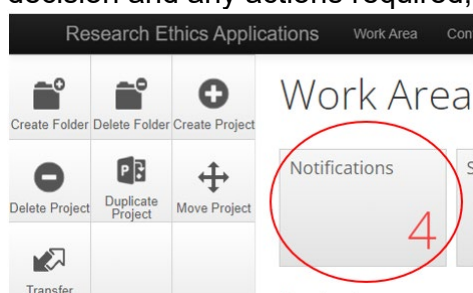 decision and any actions required,
Research Ethics Applications Work Area
Work Area
Create Folder Delete Folder Create Project
Notifications
4
Delete Project Duplicate Project Move Project
Transfer